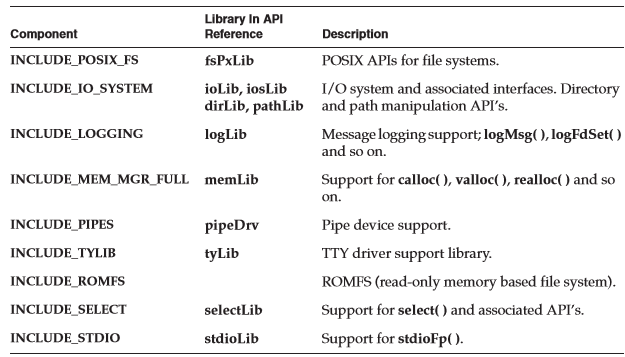 Library In API
Component Reference Description
INCLUDE_POSIX_FS fsPxLib POSIX APIs for file systems.
INCLUDE_IO_SYSTEM ioLib, iosLib I/O system and associated interfaces. Directory
dirLib, pathLib and path manipulation API's.
INCLUDE_LOGGING logLib Message logging support; logMsg( ), logFdSet( )
and so on.
INCLUDE_MEM_MGR_FULL memLib Support for calloc( ), valloc( ), realloc( ) and so
on.
INCLUDE_PIPES pipeDrv Pipe device support.
INCLUDE_TYLIB tyLib TTY driver support library.
INCLUDE_ROMFS ROMFS (read-only memory based file system).
INCLUDE_SELECT selectLib Support for select( ) and associated API's.
INCLUDE_STDIO stdioLib Support for stdioFp( ).